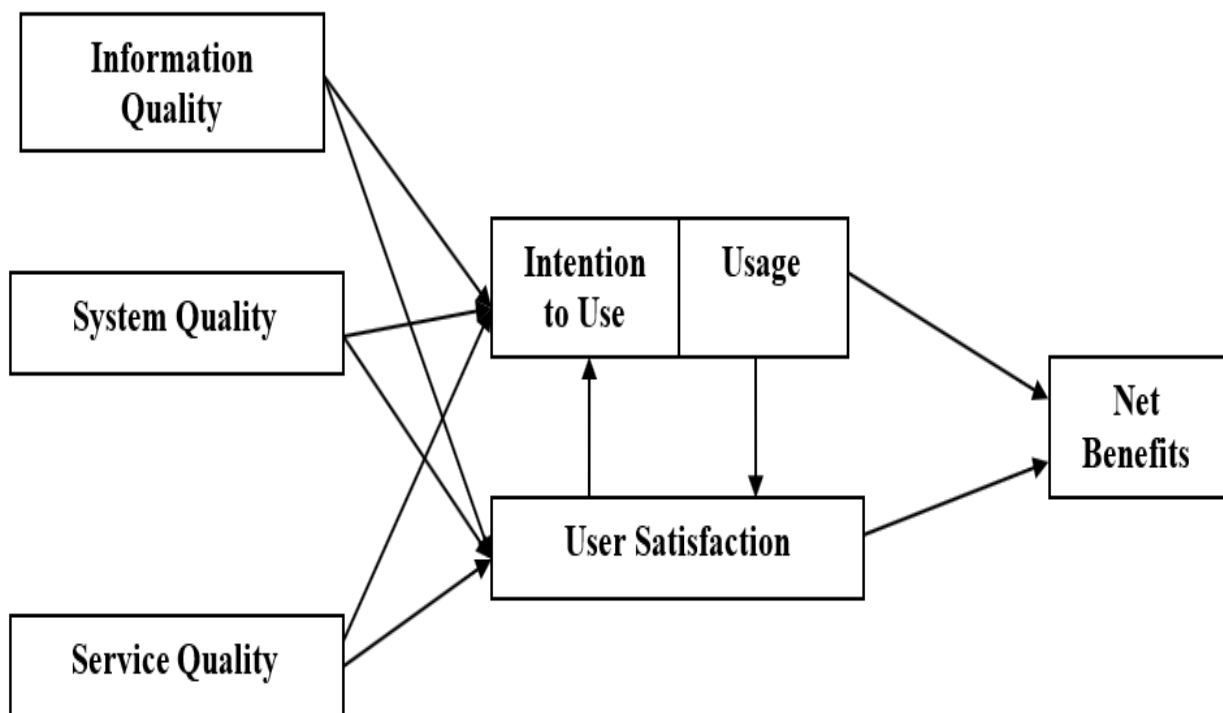 Information
Quality
System Quality
Service Quality
Intention
to Use
Usage
User Satisfaction
Net
Benefits